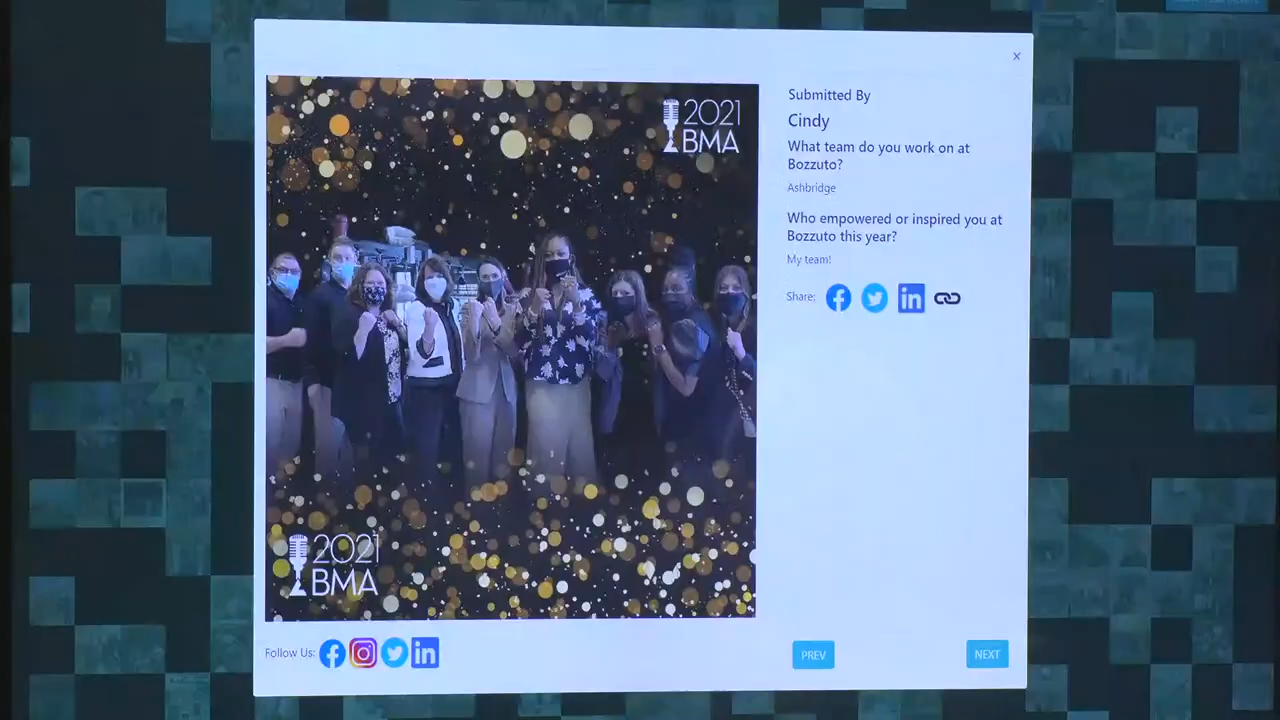 2021
BMA
2021
BMA
Submitted By
Cindy
What team do you work on at
Bozzuto?
Ashbridge
Who empowered or inspired you at
Bozzuto this year?
My team!
Share:
Follow Us:
PREV
NEXT